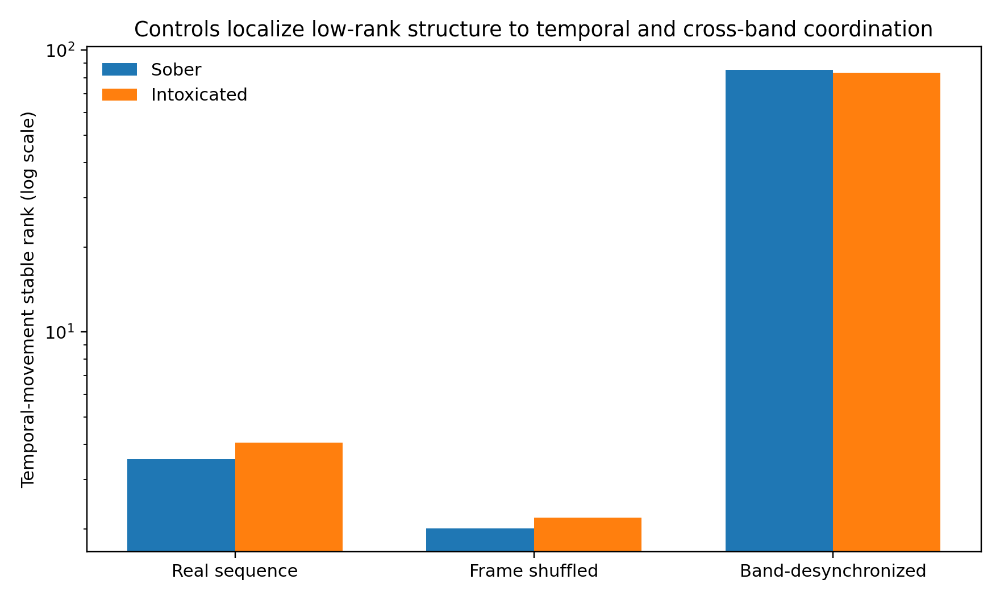 Controls localize low-rank structure to temporal and cross-band coordination
10²
Sober
Intoxicated
Temporal-movement stable rank (log scale)
10¹
Real sequence
Frame shuffled
Band-desynchronized